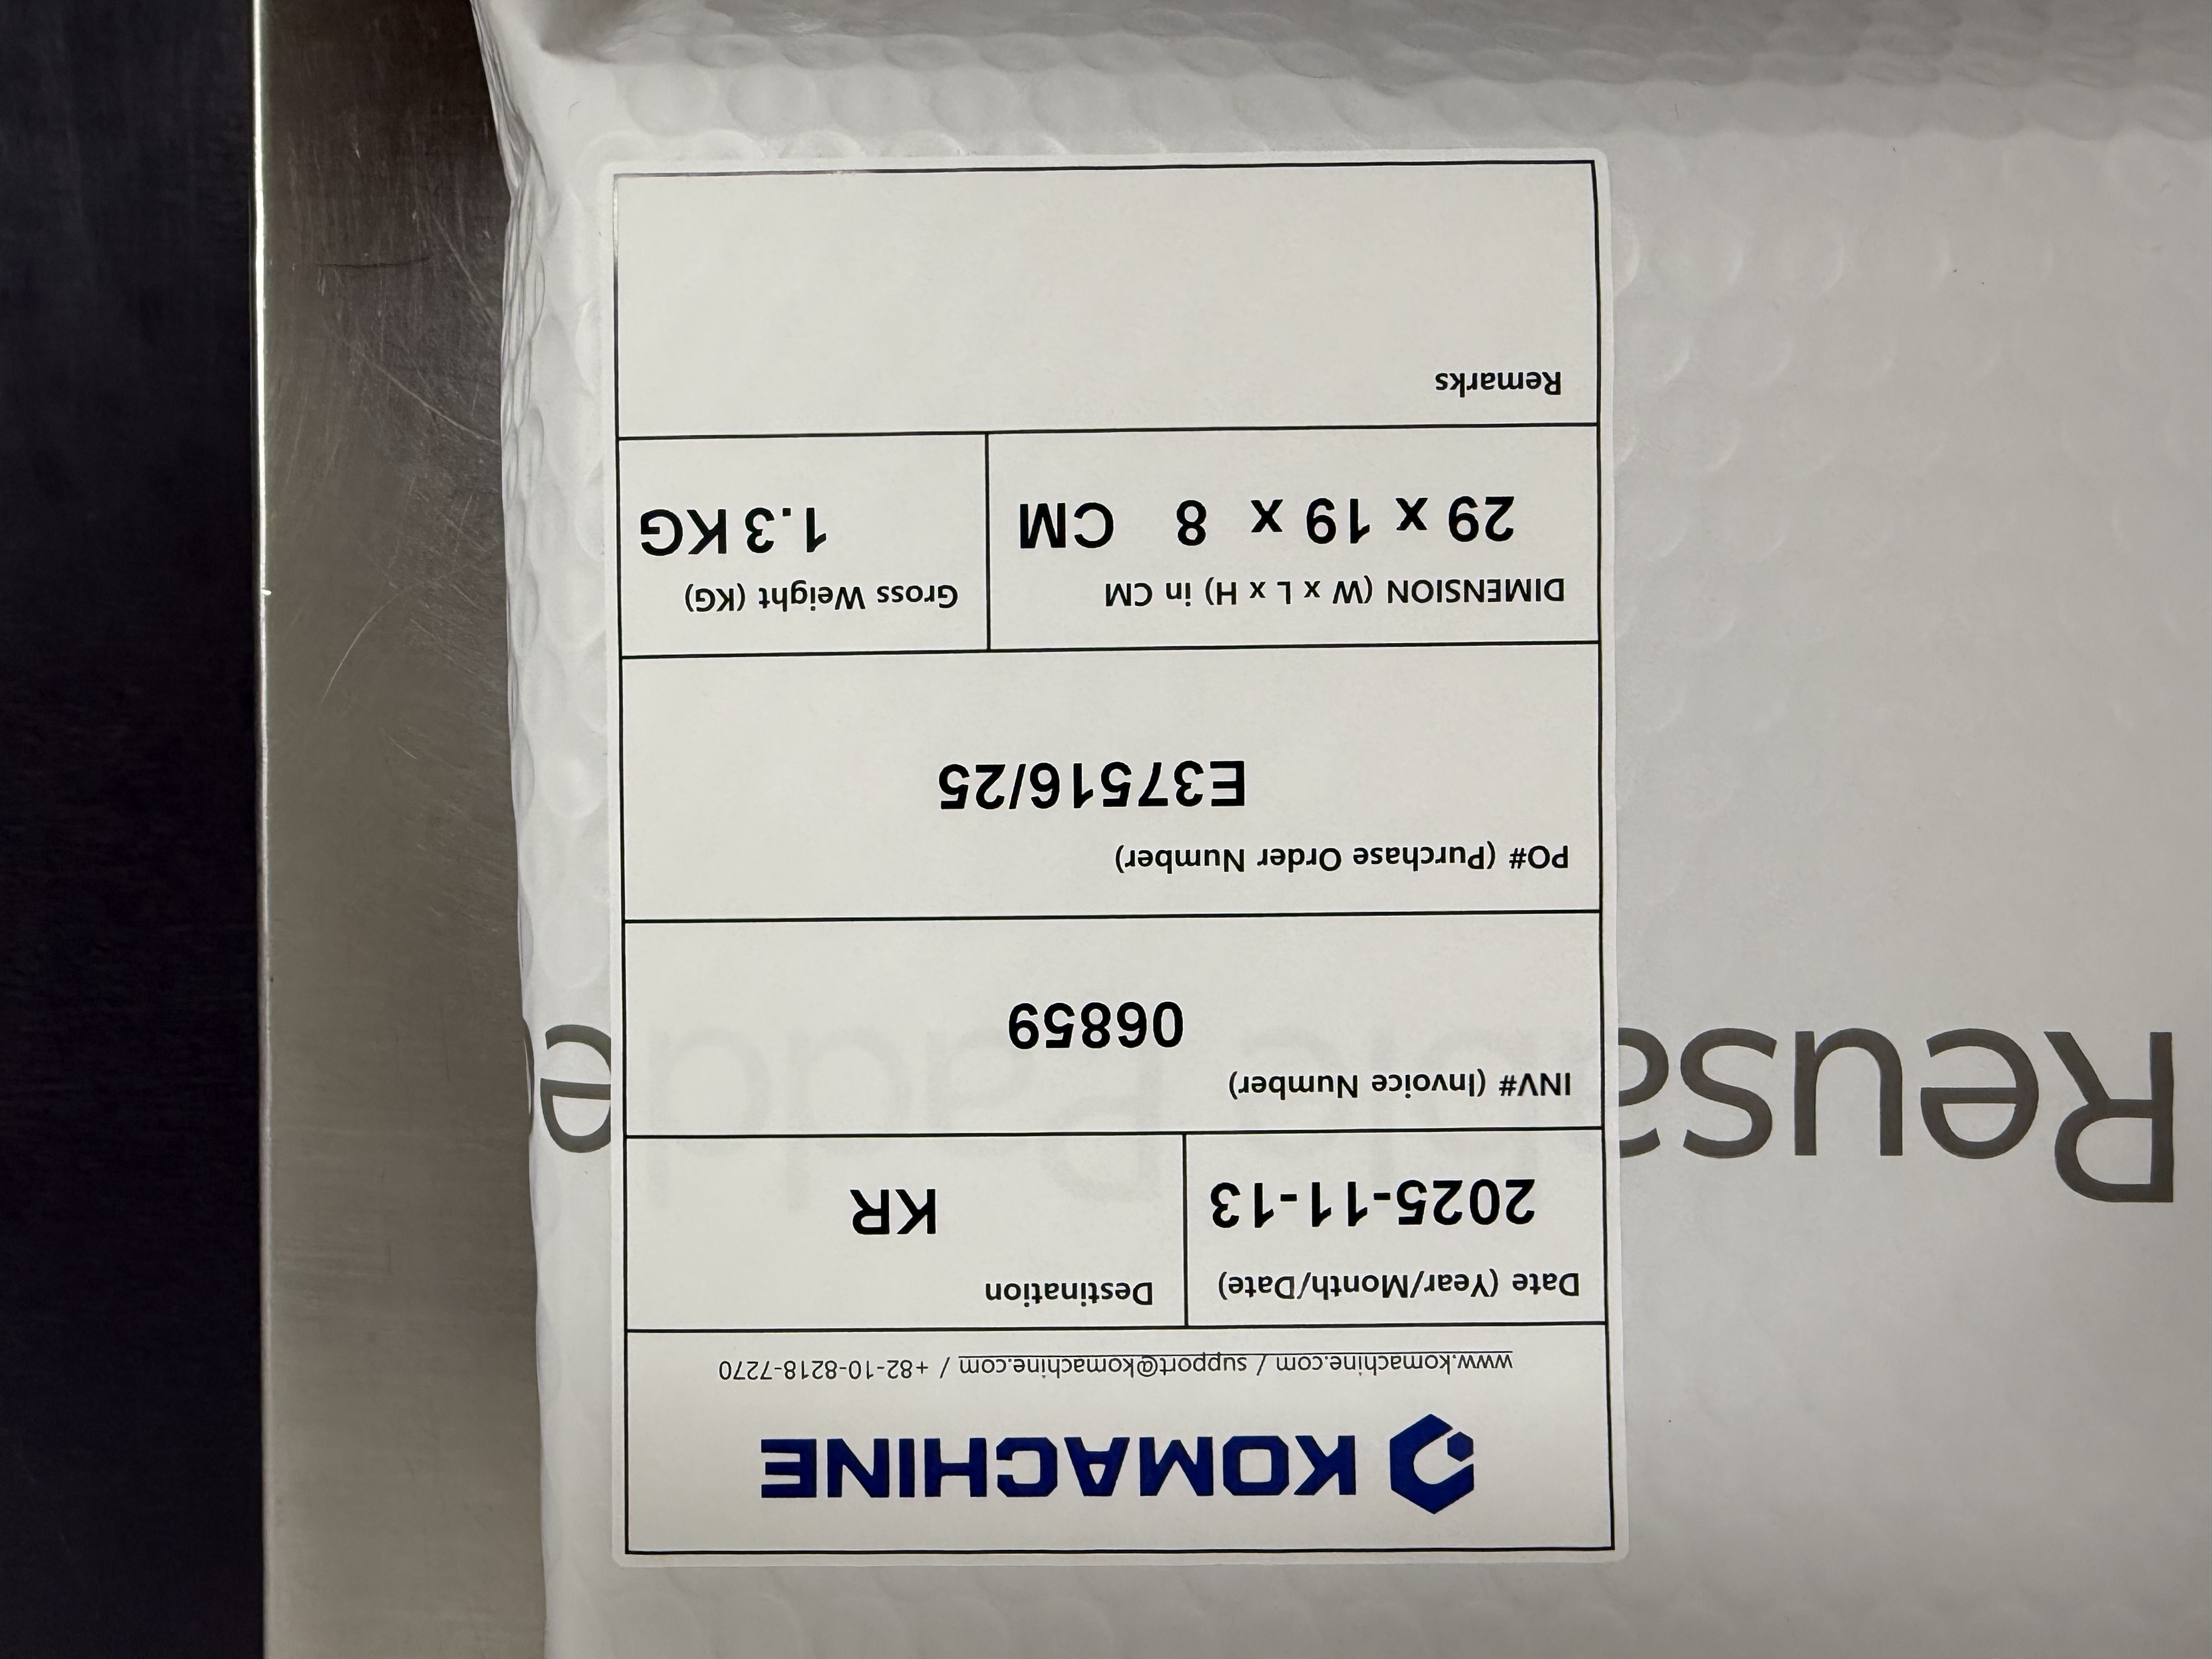 KOMACHINE
www.komachine.com / support@komachine.com / +82-10-8218-7270
Date (Year/Month/Date)
2025-11-13
Destination
KR
INV# (Invoice Number)
06859
PO# (Purchase Order Number)
E37516/25
DIMENSION (W x L x H) in CM
29 x 19 x 8 CM
Gross Weight (KG)
1.3 KG
Remarks
Reusable Padde